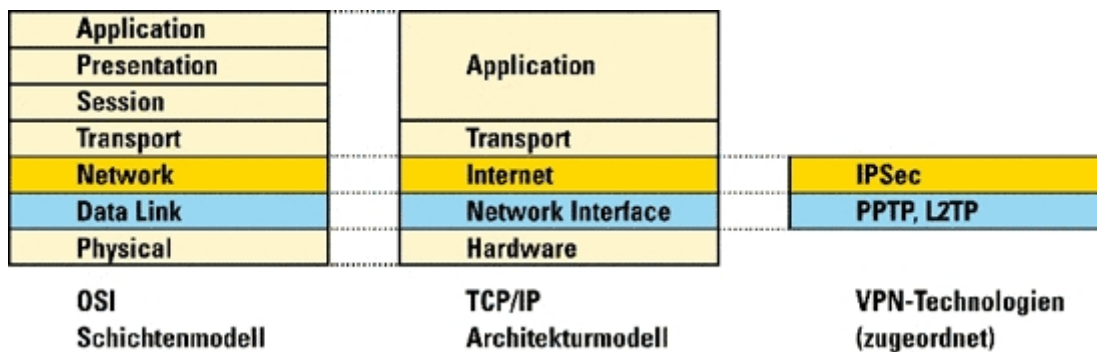 Application
Presentation
Session
Transport
Network
Data Link
Physical
OSI
Schichtenmodell
Application
Transport
Internet
Network Interface
Hardware
TCP/IP
Architekturmodell
IPSec
PPTP, L2TP
VPN-Technologien
(zugeordnet)